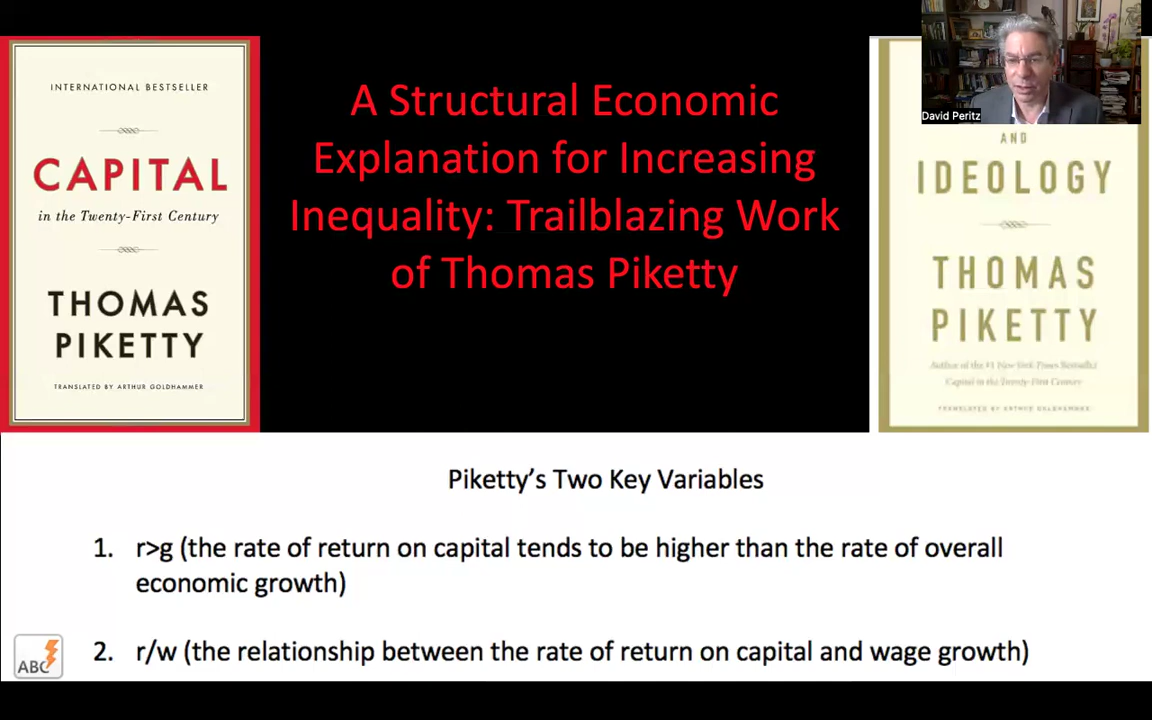 INTERNATIONAL BESTSELLER
CAPITAL
in the Twenty-First Century
THOMAS
PIKETTY
TRANSLATED BY ARTHUR GOLDHAMMER
A Structural Economic
Explanation for Increasing
Inequality: Trailblazing Work
of Thomas Piketty
David Peritz
AND
IDEOLOGY
THOMAS
PIKETTY
Author of the #1 New York Times Bestseller
Capital in the Twenty-First Century
TRANSLATED BY ARTHUR GOLDHAMMER
Piketty's Two Key Variables
1. r>g (the rate of return on capital tends to be higher than the rate of overall
economic growth)
2. r/w (the relationship between the rate of return on capital and wage growth)
ABC